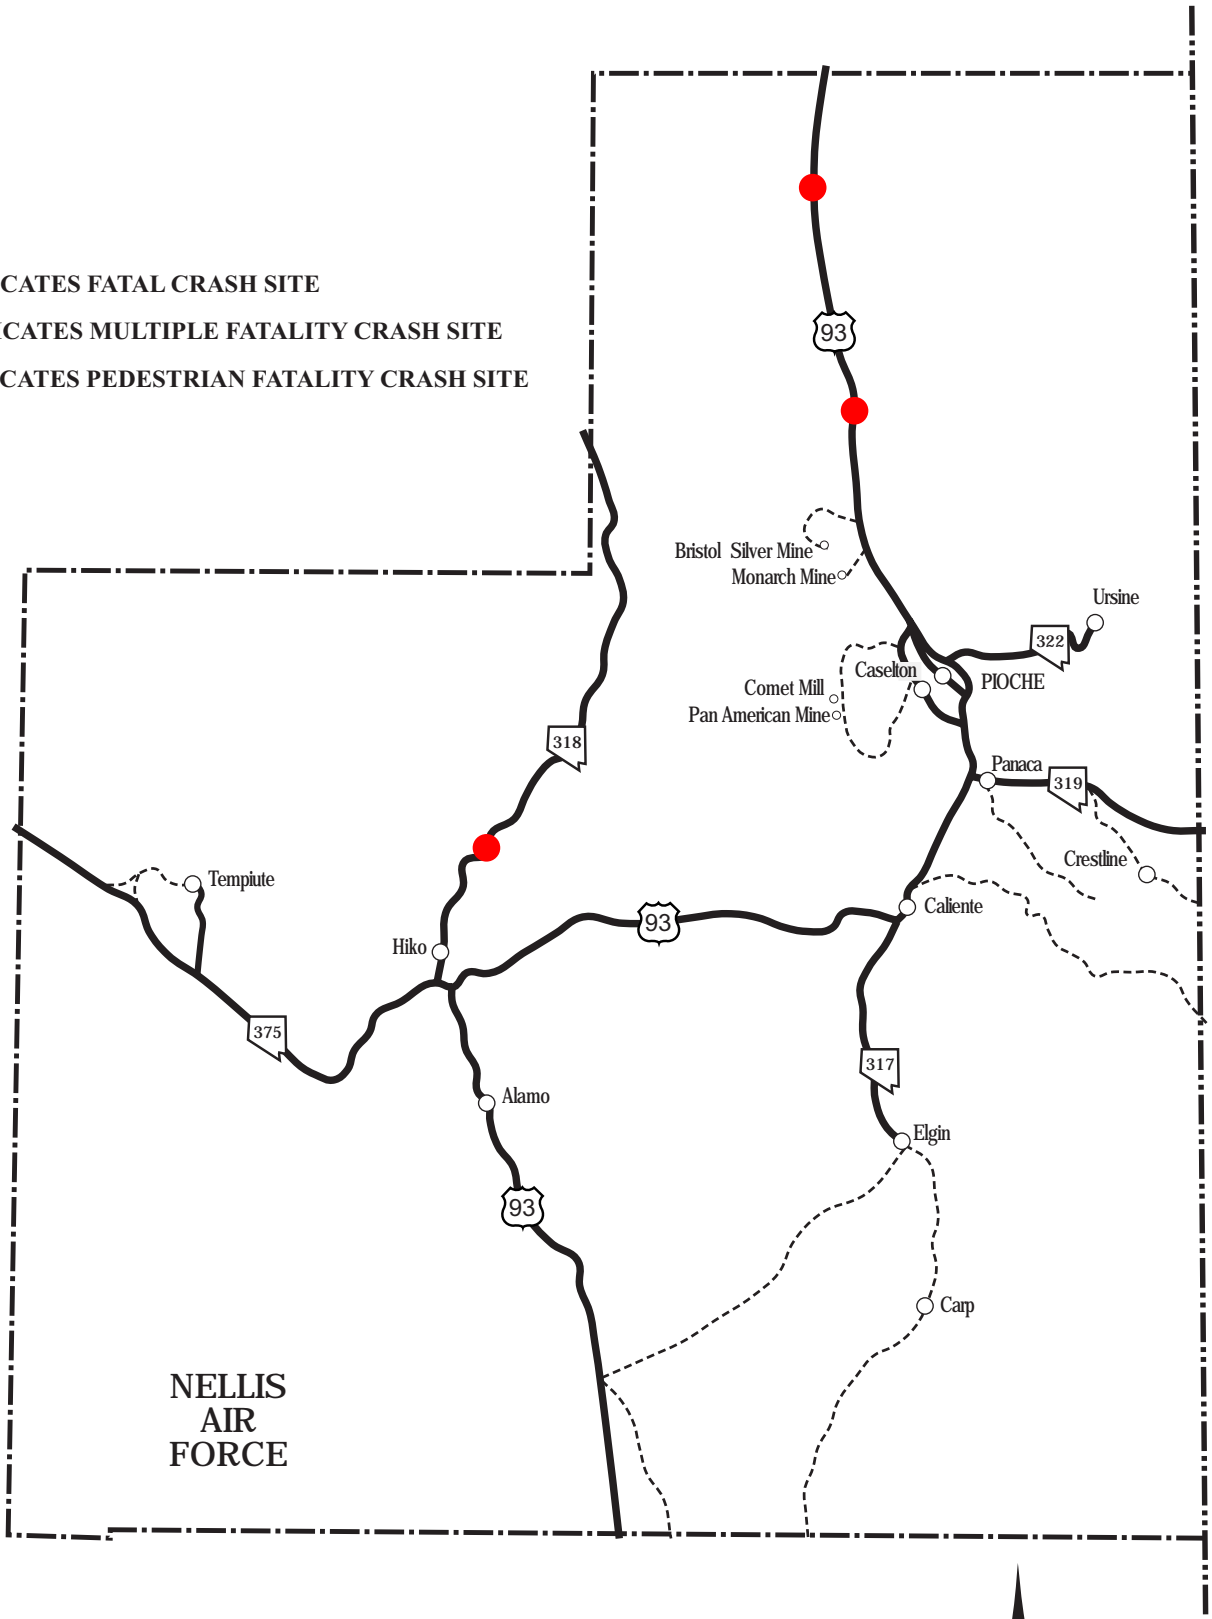 CATES FATAL CRASH SITE
CATES MULTIPLE FATALITY CRASH SITE
CATES PEDESTRIAN FATALITY CRASH SITE
93
Bristol Silver Mine
Monarch Mine
Ursine
322
Caselton
PIOCHE
Comet Mill
Pan American Mine
318
Panaca
319
Crestline
Tempiute
Caliente
93
Hiko
375
317
Alamo
Elgin
93
Carp
NELLIS
AIR
FORCE